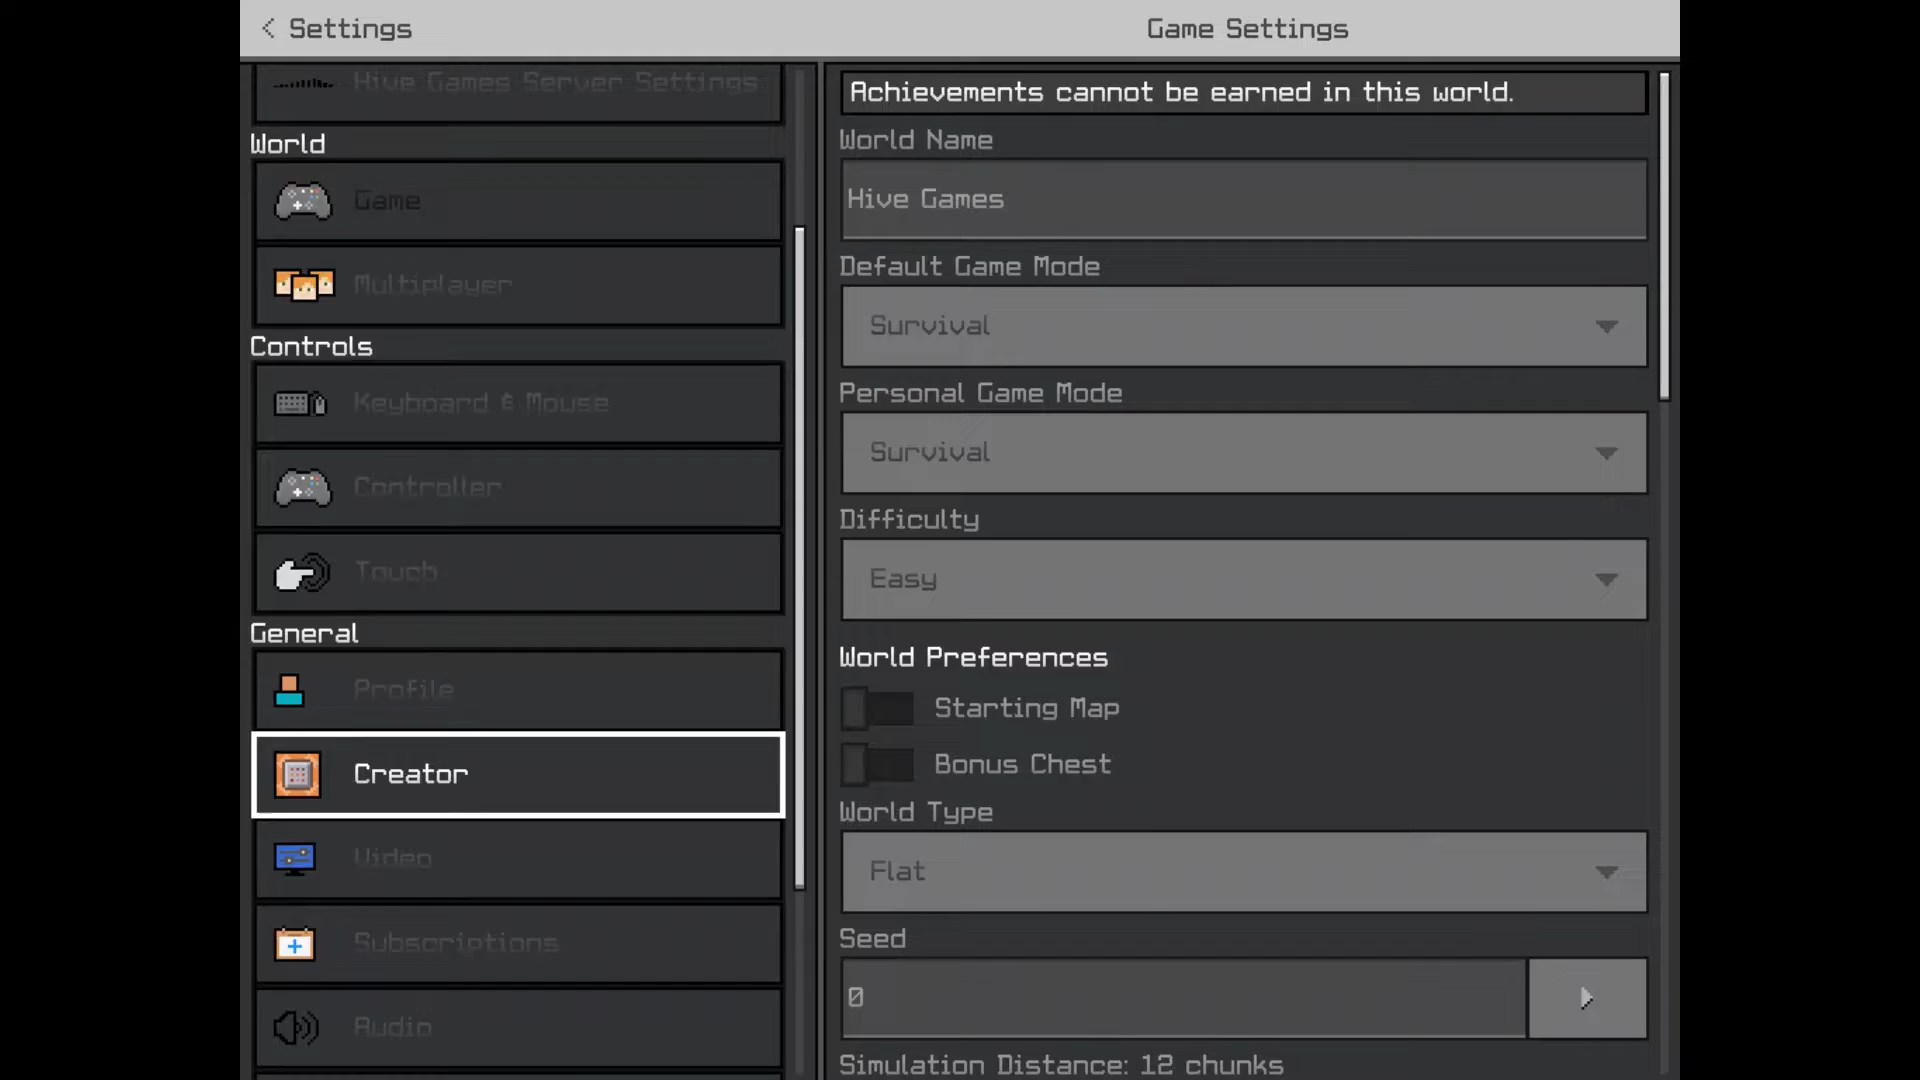 Settings
Game Settings
Hive Games Server Settings
World
Game
Multiplayer
Controls
Keyboard & Mouse
Controller
Touch
General
Profile
Creator
Video
Subscriptions
Audio
Achievements cannot be earned in this world.
World Name
Hive Games
Default Game Mode
Survival
Personal Game Mode
Survival
Difficulty
Easy
World Preferences
Starting Map
Bonus Chest
World Type
Flat
Seed
0
Simulation Distance: 12 chunks